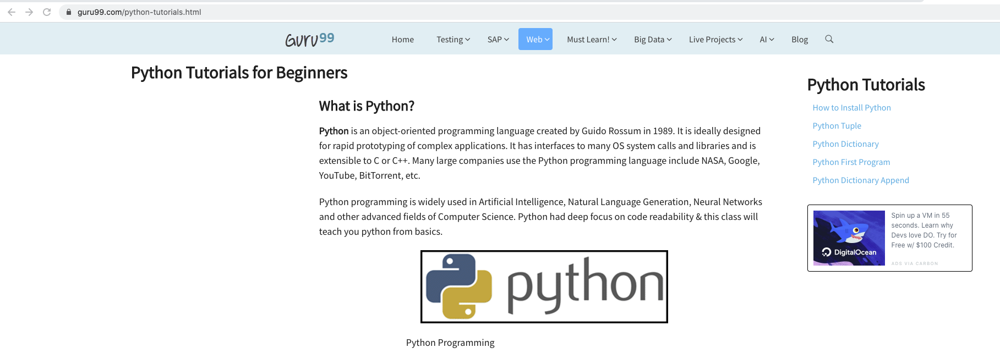 guru99.com/python-tutorials.html
Guru99
Home Testing SAP Web Must Learn! Big Data Live Projects AI Blog
Python Tutorials for Beginners
What is Python?
Python is an object-oriented programming language created by Guido Rossum in 1989. It is ideally designed
for rapid prototyping of complex applications. It has interfaces to many OS system calls and libraries and is
extensible to C or C++. Many large companies use the Python programming language include NASA, Google,
YouTube, BitTorrent, etc.
Python programming is widely used in Artificial Intelligence, Natural Language Generation, Neural Networks
and other advanced fields of Computer Science. Python had deep focus on code readability & this class will
teach you python from basics.
python
Python Programming
Python Tutorials
How to Install Python
Python Tuple
Python Dictionary
Python First Program
Python Dictionary Append
DigitalOcean
Spin up a VM in 55
seconds. Learn why
Devs love DO. Try for
Free w/ $100 Credit.
ADS VIA CARBON